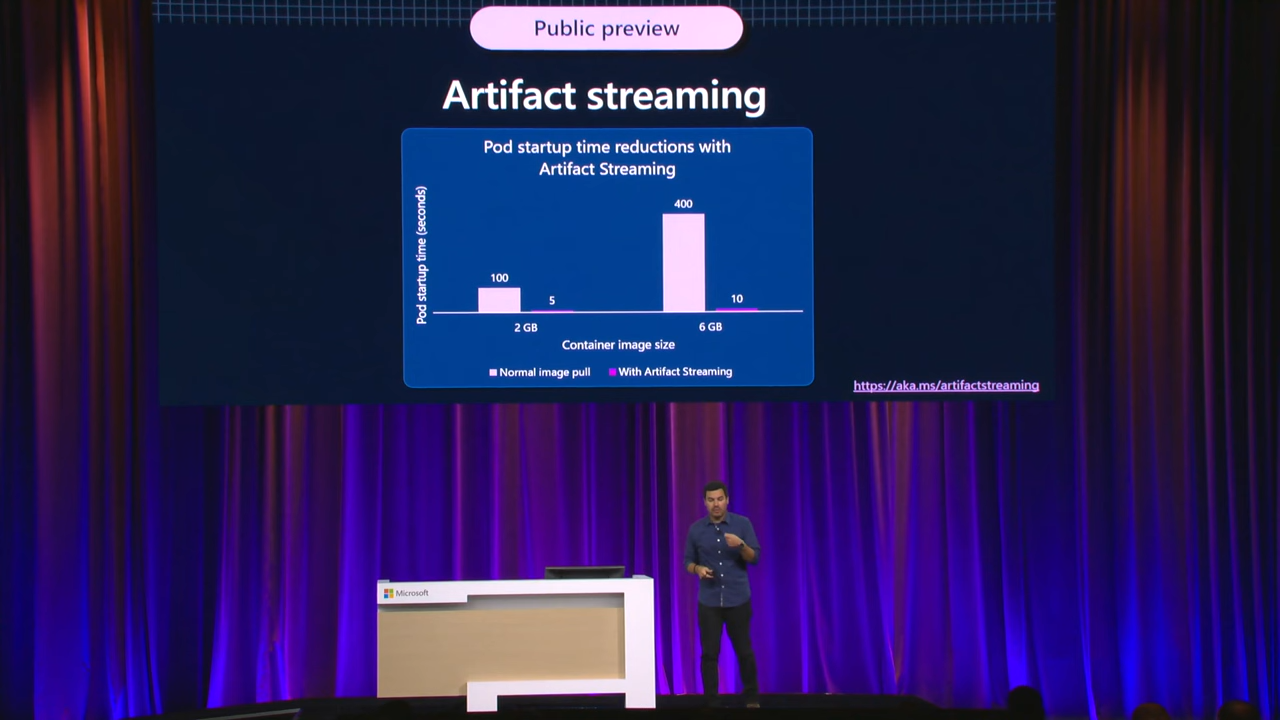 Public preview
Artifact streaming
Pod startup time reductions with
Artifact Streaming
Pod startup time (seconds)
400
100
5
10
2 GB
6 GB
Container image size
Normal image pull
With Artifact Streaming
https://aka.ms/artifactstreaming
Microsoft